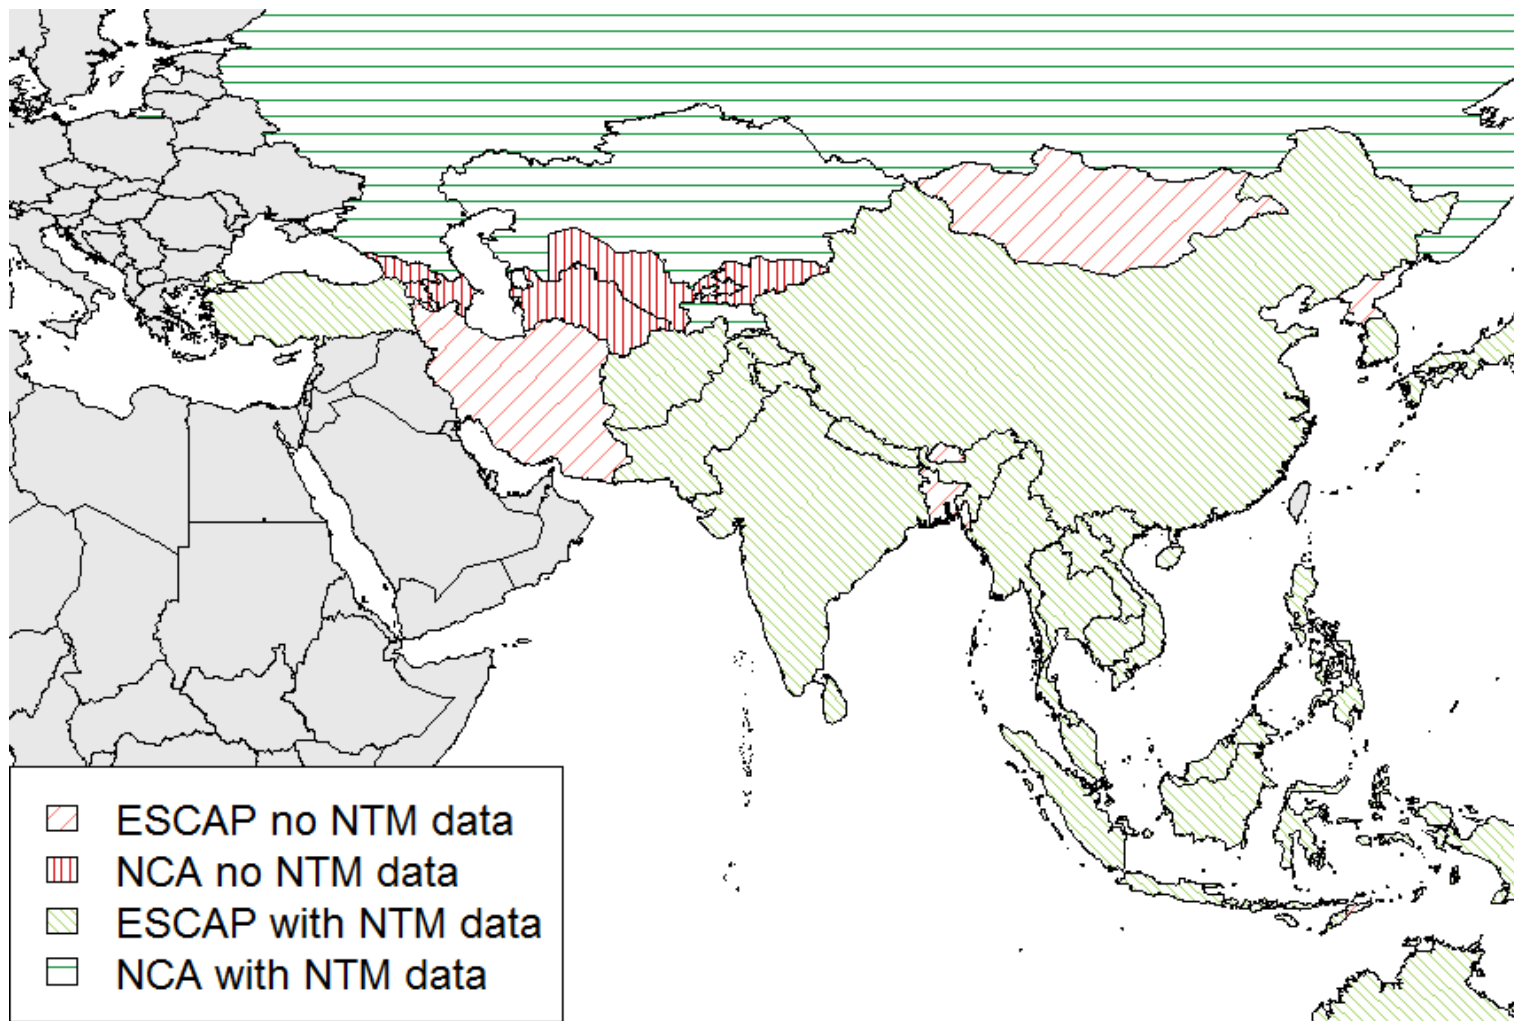 ESCAP no NTM data
NCA no NTM data
ESCAP with NTM data
NCA with NTM data